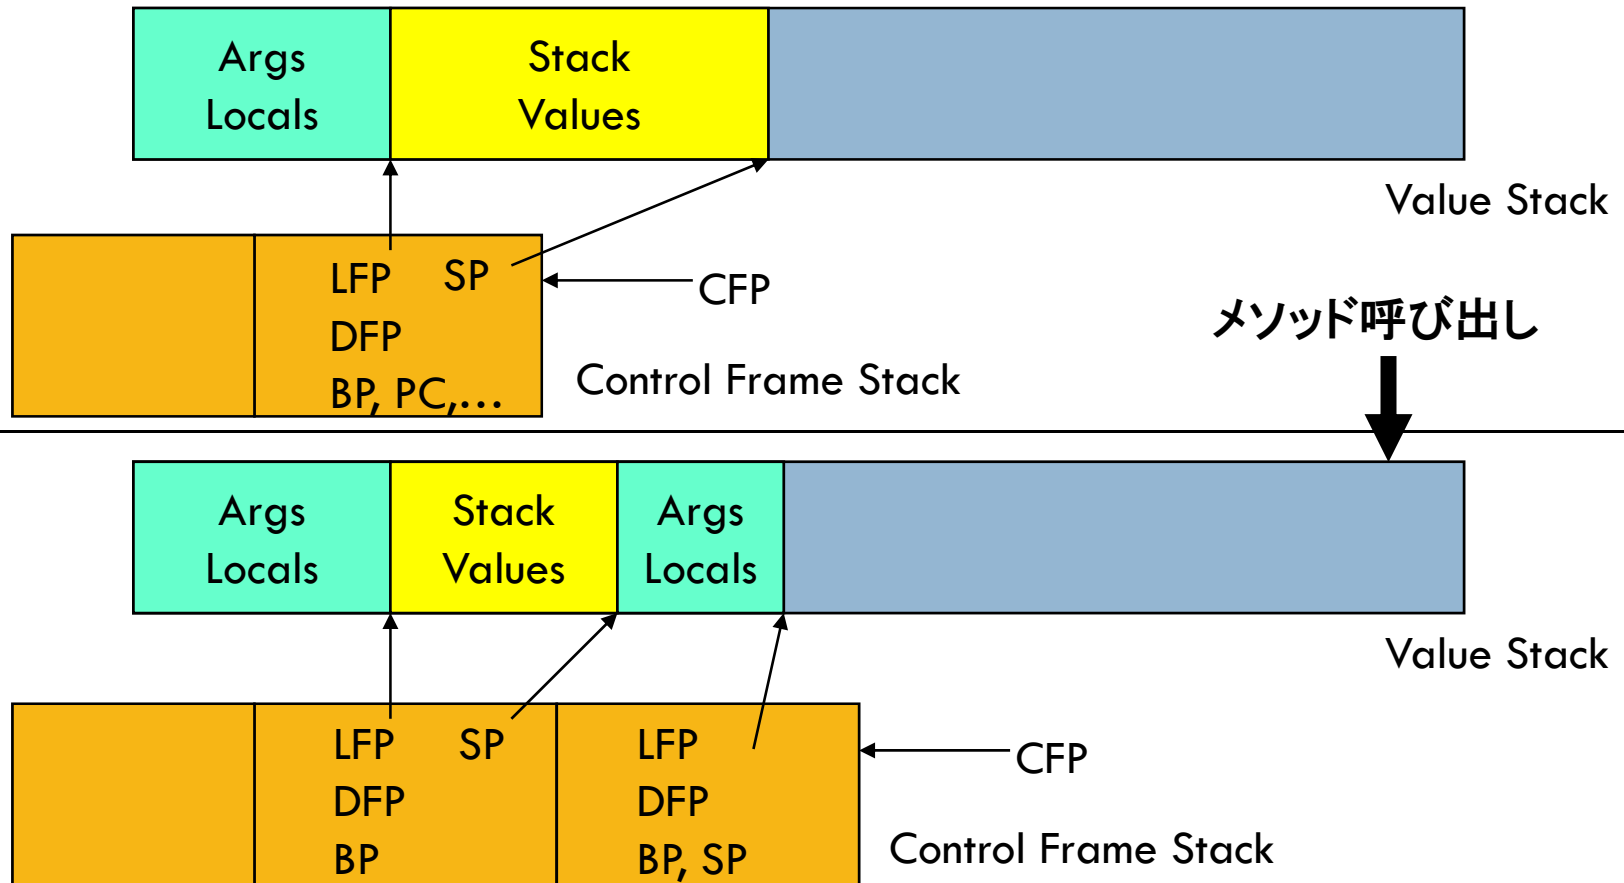 Args
Locals
Stack
Values
Value Stack
LFP SP
DFP
BP, PC,...
CFP
Control Frame Stack
メソッド呼び出し
Args
Locals
Stack
Values
Args
Locals
Value Stack
LFP SP
DFP
BP
LFP
DFP
BP, SP
CFP
Control Frame Stack